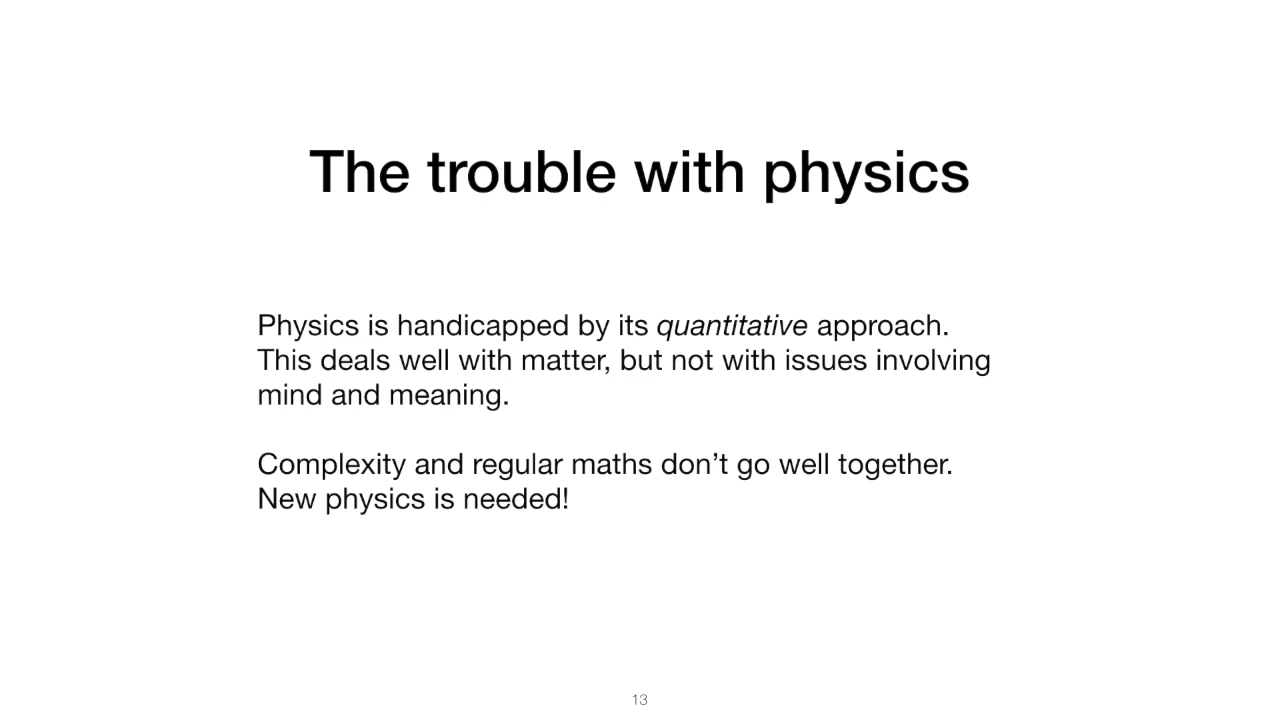 The trouble with physics
Physics is handicapped by its quantitative approach.
This deals well with matter, but not with issues involving
mind and meaning.
Complexity and regular maths don’t go well together.
New physics is needed!
13